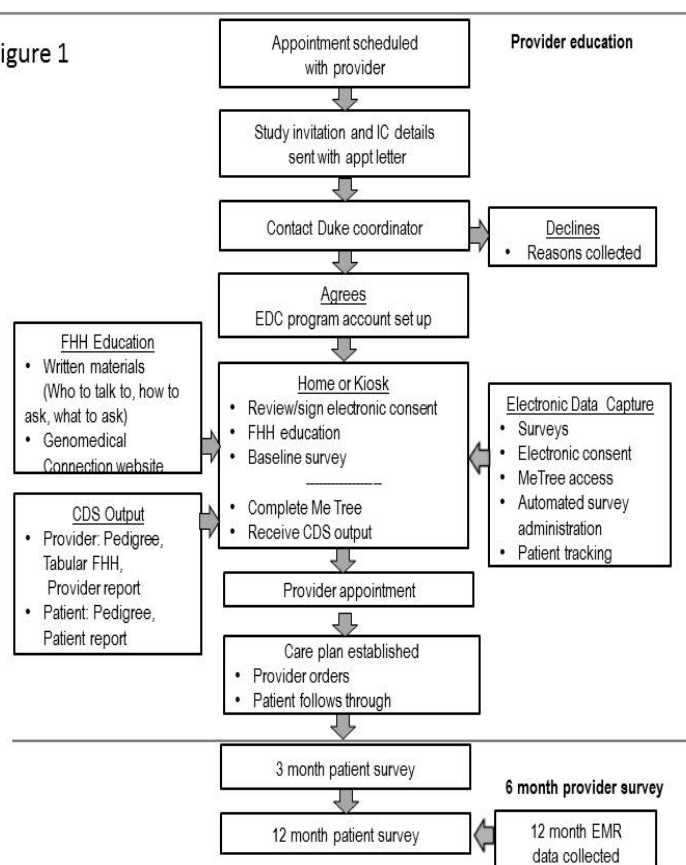 igure 1
Appointment scheduled
with provider
Provider education
Study invitation and IC details
sent with appt letter
Contact Duke coordinator
Declines
• Reasons collected
Agrees
EDC program account set up
FHH Education
• Written materials
(Who to talk to, how to
ask, what to ask)
• Genomedical
Connection website
Home or Kiosk
• Review/sign electronic consent
• FHH education
• Baseline survey
--------------------
• Complete Me Tree
• Receive CDS output
Electronic Data Capture
• Surveys
• Electronic consent
• MeTree access
• Automated survey
administration
• Patient tracking
CDS Output
• Provider: Pedigree,
Tabular FHH,
Provider report
• Patient: Pedigree,
Patient report
Provider appointment
Care plan established
• Provider orders
• Patient follows through
3 month patient survey
6 month provider survey
12 month patient survey
12 month EMR
data collected